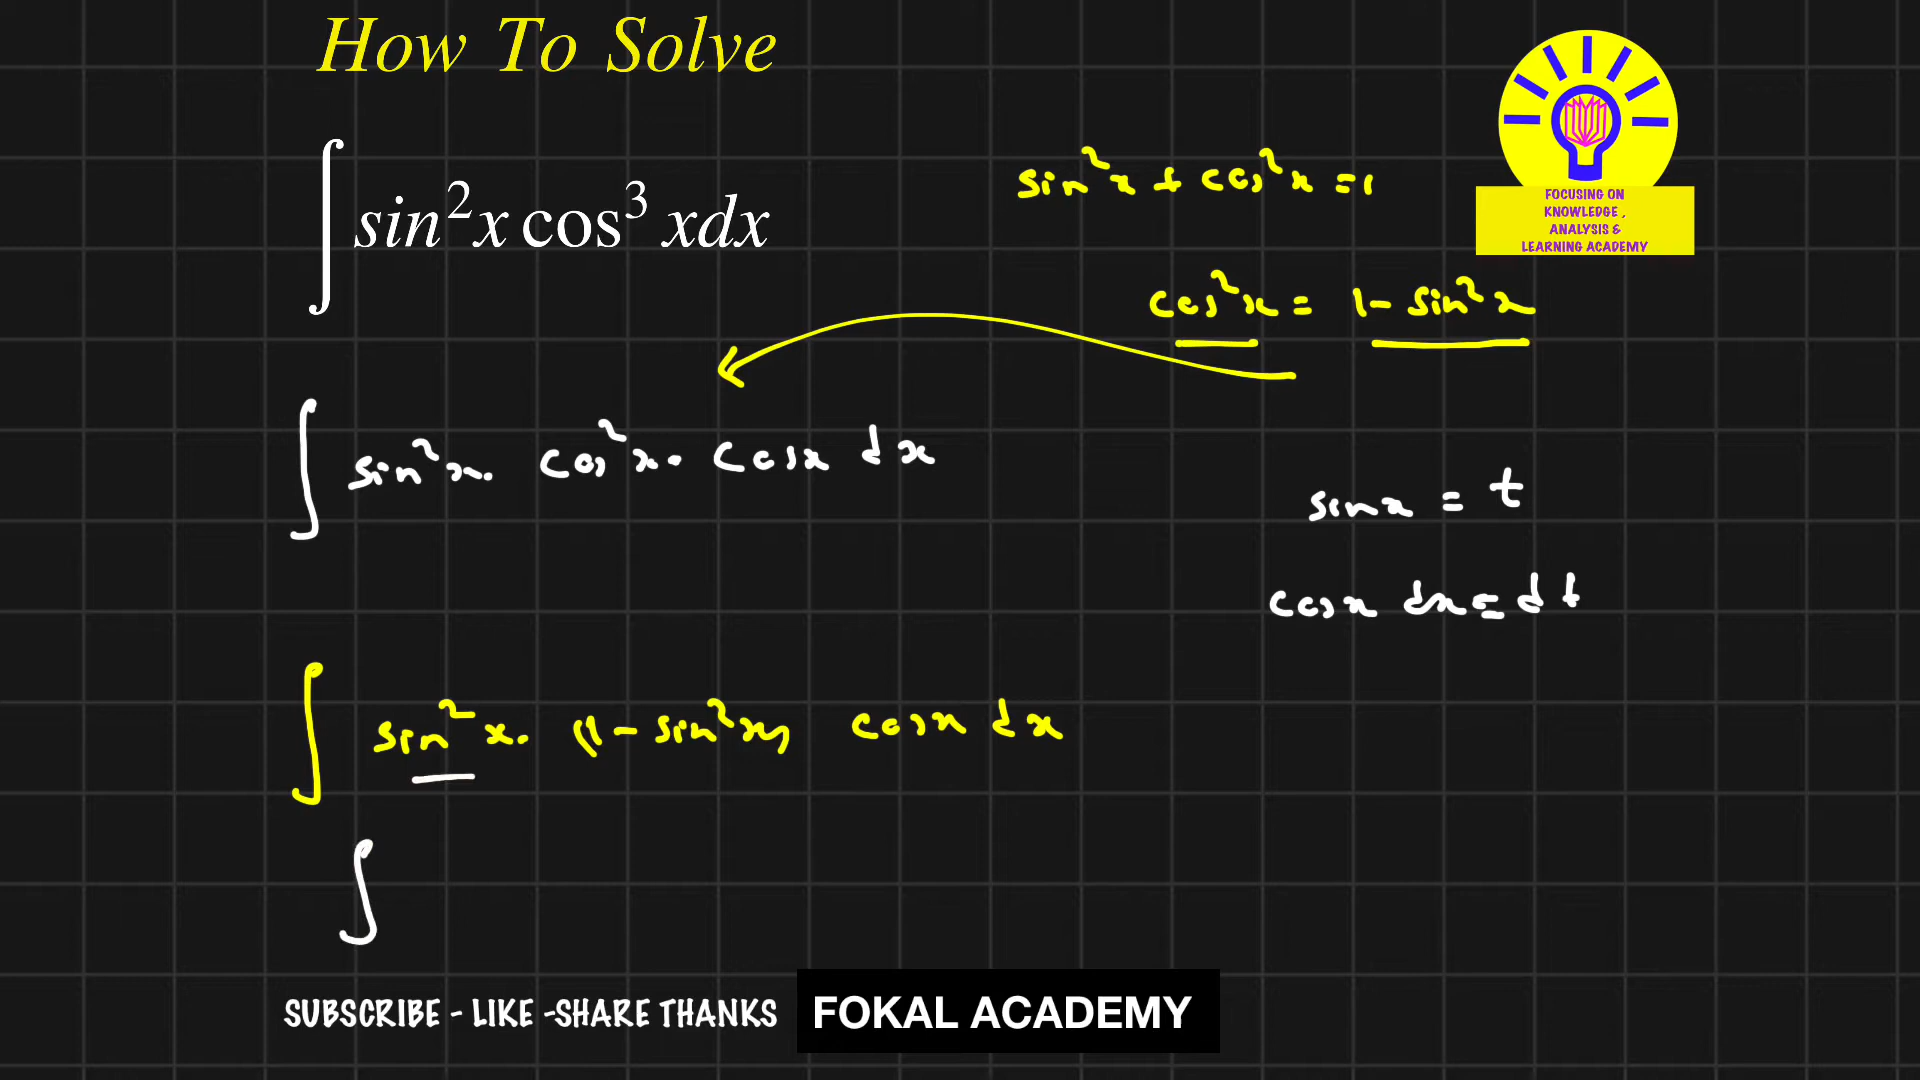 How To Solve
∫ sin²x cos³ xdx
sin²x + cos²x = 1
cos²x = 1 - sin²x
FOCUSING ON
KNOWLEDGE ,
ANALYSIS &
LEARNING ACADEMY
∫ sin²x. cos²x. cosx dx
sinx = t
cosx dx = dt
∫ sin²x. (1 - sin²x) cosx dx
∫
SUBSCRIBE - LIKE -SHARE THANKS
FOKAL ACADEMY